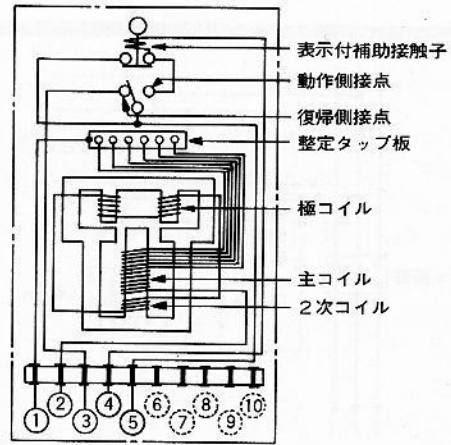 表示付補助接触子
動作側接点
復帰側接点
整定タップ板
極コイル
主コイル
2次コイル
① ② ③ ④ ⑤ ⑥ ⑦ ⑧ ⑨ ⑩